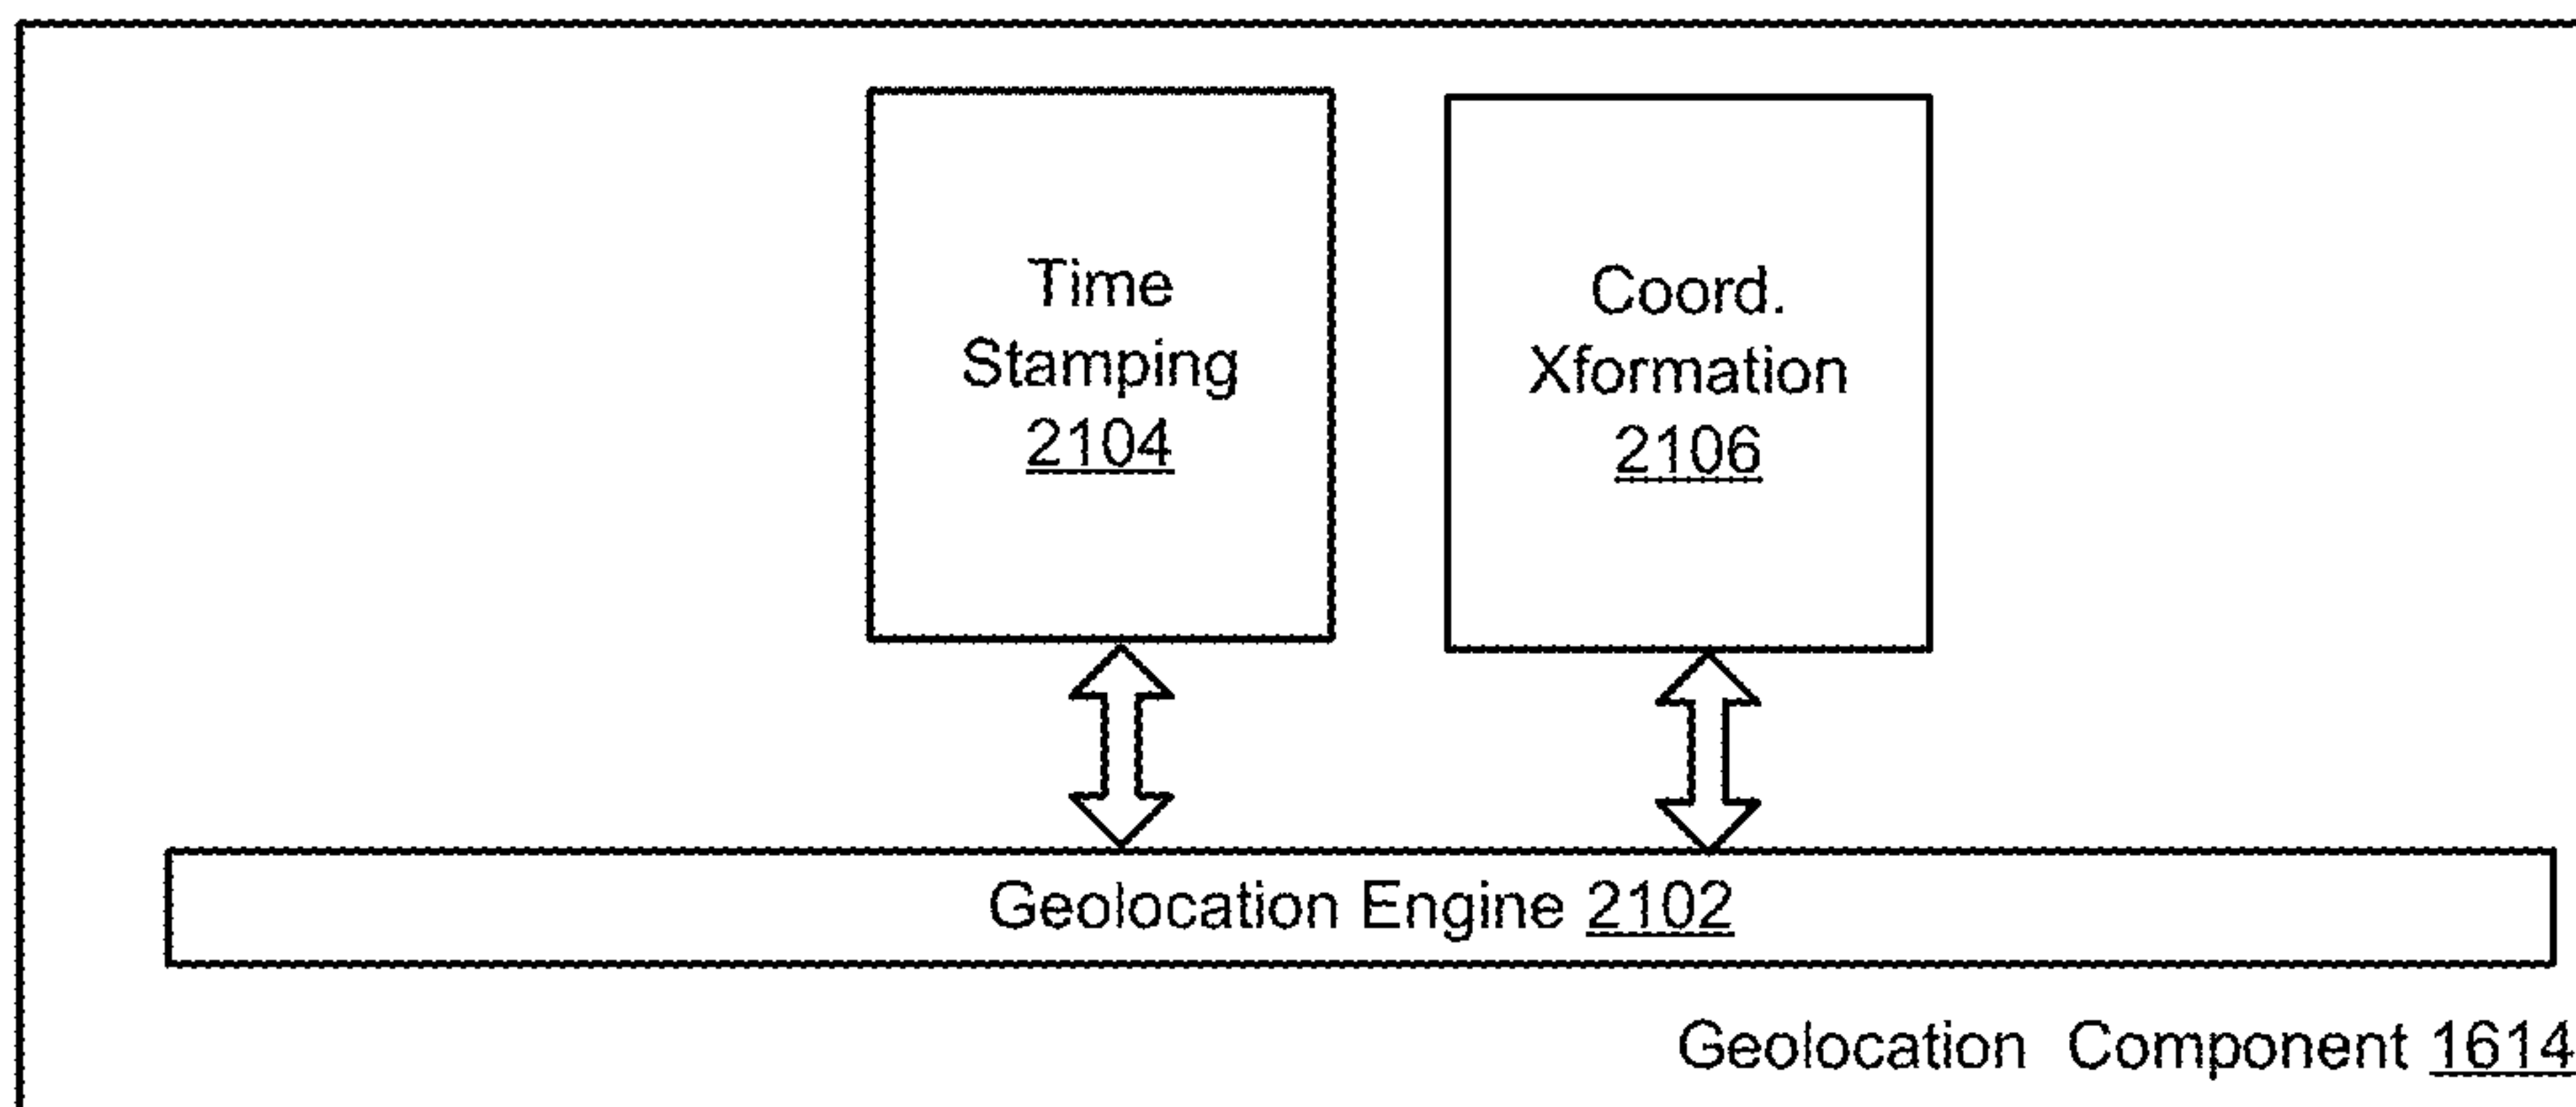 Time
Stamping
2104
Coord.
Xformation
2106
Geolocation Engine 2102
Geolocation Component 1614